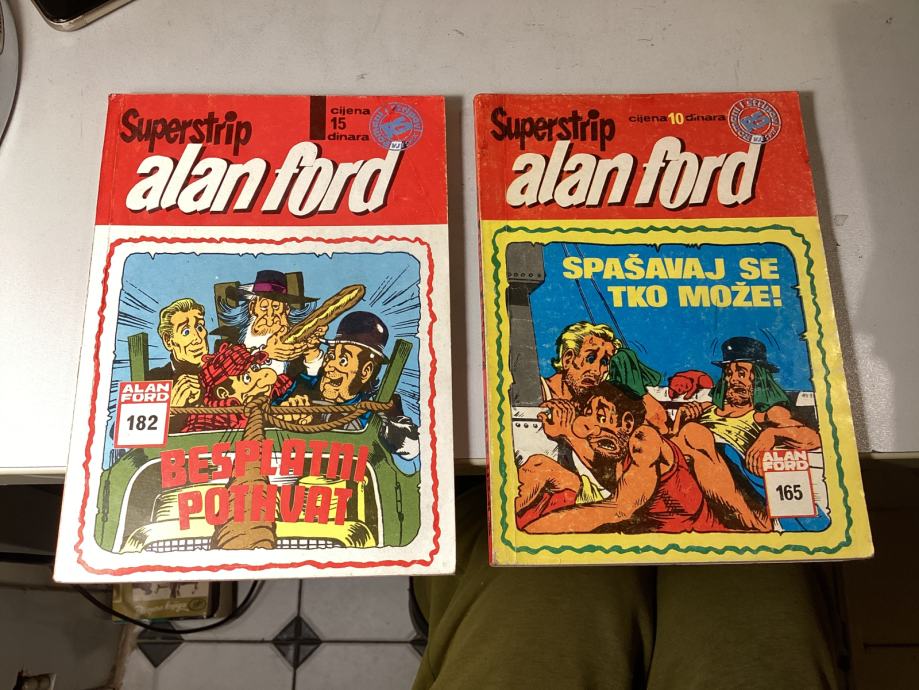 Superstrip
cijena
15
dinara
alan ford
ALAN
FORD
182
BESPLATNI
POTHVAT
Superstrip
cijena 10 dinara
alan ford
SPAŠAVAJ SE
TKO MOŽE!
ALAN
FORD
165